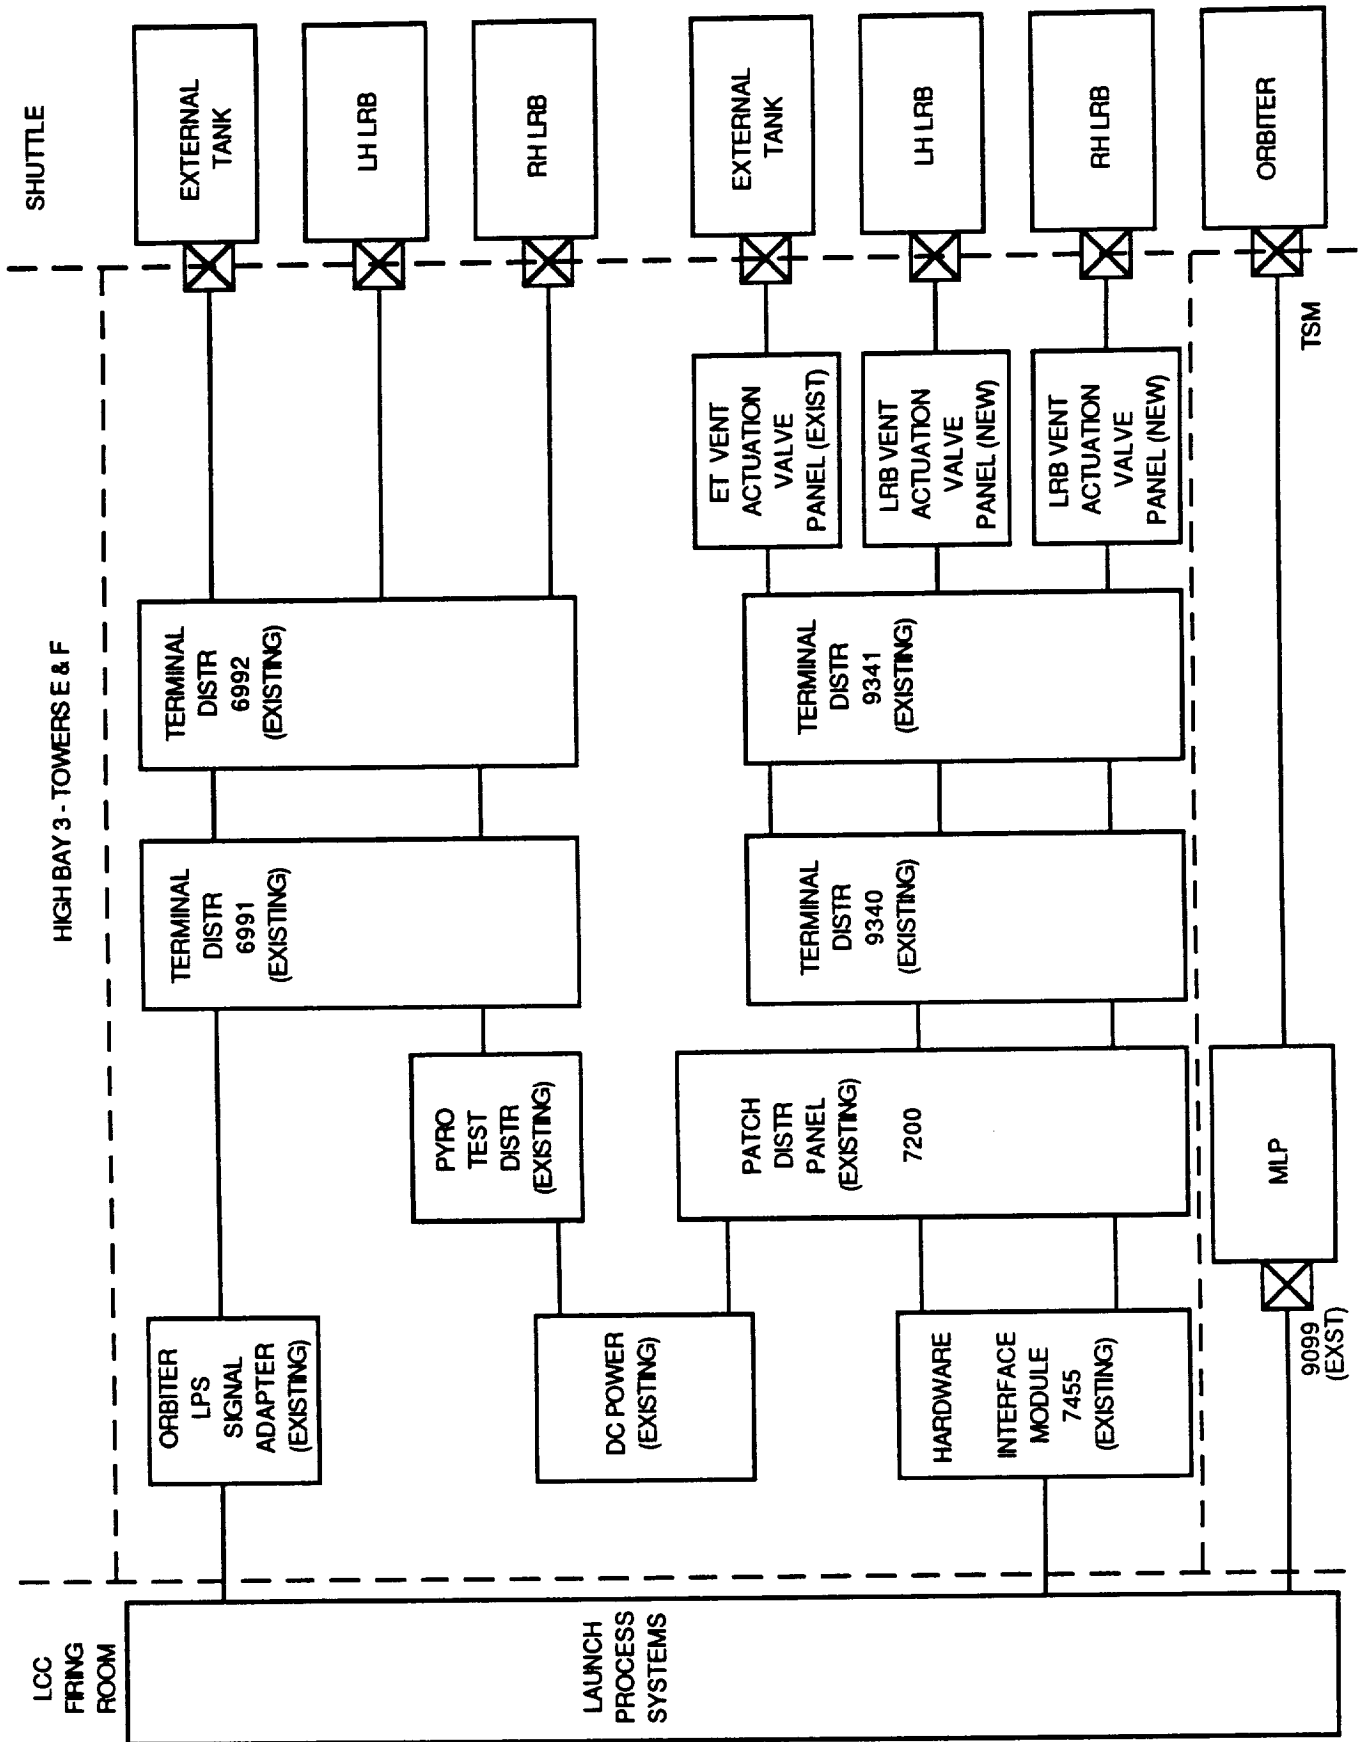 LCC
FIRING
ROOM
HIGH BAY 3 - TOWERS E & F
SHUTTLE
LAUNCH
PROCESS
SYSTEMS
ORBITER
LPS
SIGNAL
ADAPTER
(EXISTING)
TERMINAL
DISTR
6991
(EXISTING)
TERMINAL
DISTR
6992
(EXISTING)
EXTERNAL
TANK
LH LRB
RH LRB
PYRO
TEST
DISTR
(EXISTING)
DC POWER
(EXISTING)
PATCH
DISTR
PANEL
(EXISTING)
7200
HARDWARE
INTERFACE
MODULE
7455
(EXISTING)
TERMINAL
DISTR
9340
(EXISTING)
TERMINAL
DISTR
9341
(EXISTING)
ET VENT
ACTUATION
VALVE
PANEL (EXIST)
LRB VENT
ACTUATION
VALVE
PANEL (NEW)
LRB VENT
ACTUATION
VALVE
PANEL (NEW)
EXTERNAL
TANK
LH LRB
RH LRB
9099
(EXST)
MLP
TSM
ORBITER